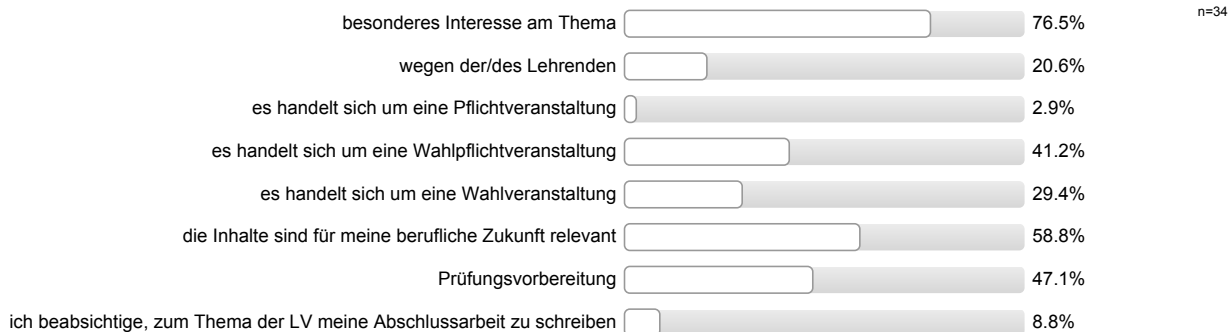 besonderes Interesse am Thema 76.5% n=34
wegen der/des Lehrenden 20.6%
es handelt sich um eine Pflichtveranstaltung 2.9%
es handelt sich um eine Wahlpflichtveranstaltung 41.2%
es handelt sich um eine Wahlveranstaltung 29.4%
die Inhalte sind für meine berufliche Zukunft relevant 58.8%
Prüfungsvorbereitung 47.1%
ich beabsichtige, zum Thema der LV meine Abschlussarbeit zu schreiben 8.8%